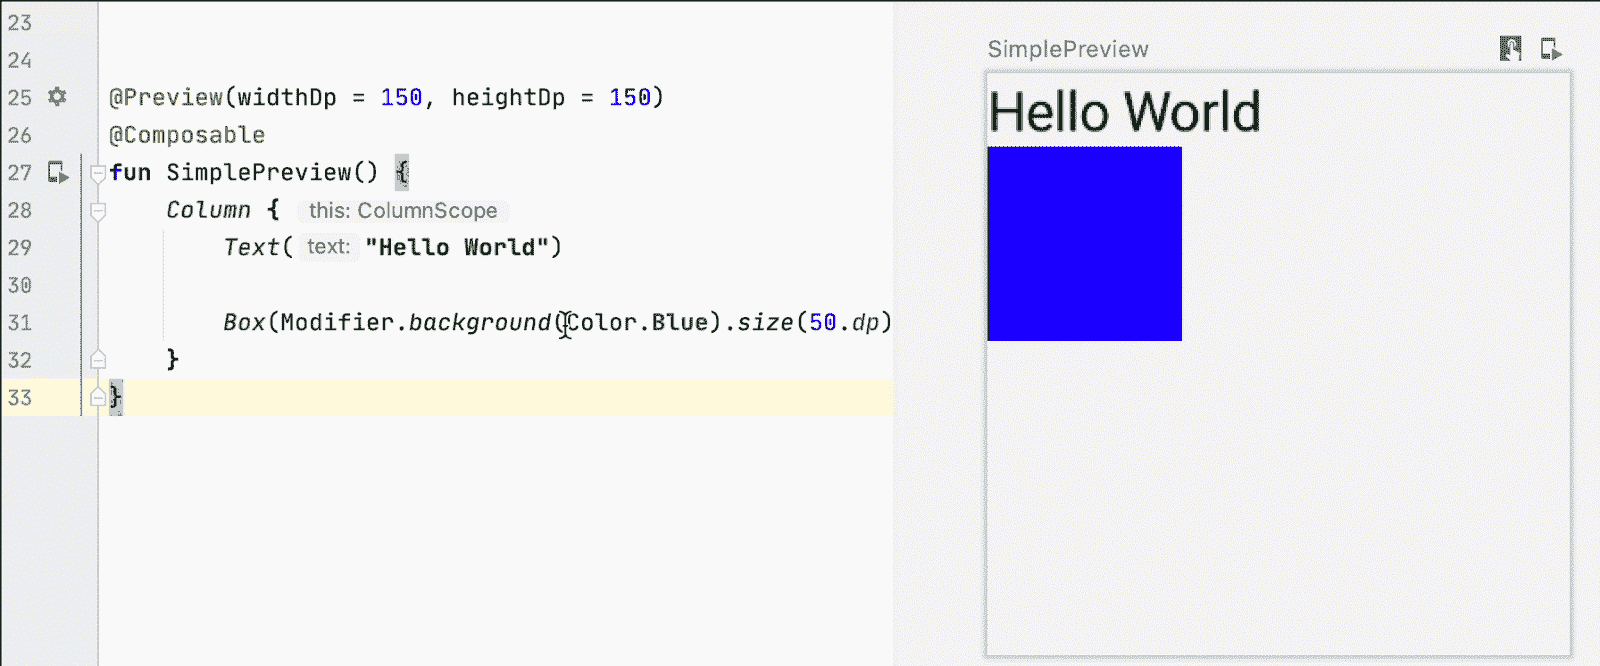 23
24
25 @Preview(widthDp = 150, heightDp = 150)
26 @Composable
27 fun SimplePreview() {
28 Column { this: ColumnScope
29 Text( text: "Hello World")
30
31 Box(Modifier.background(Color.Blue).size(50.dp)
32 }
33 }
SimplePreview
Hello World